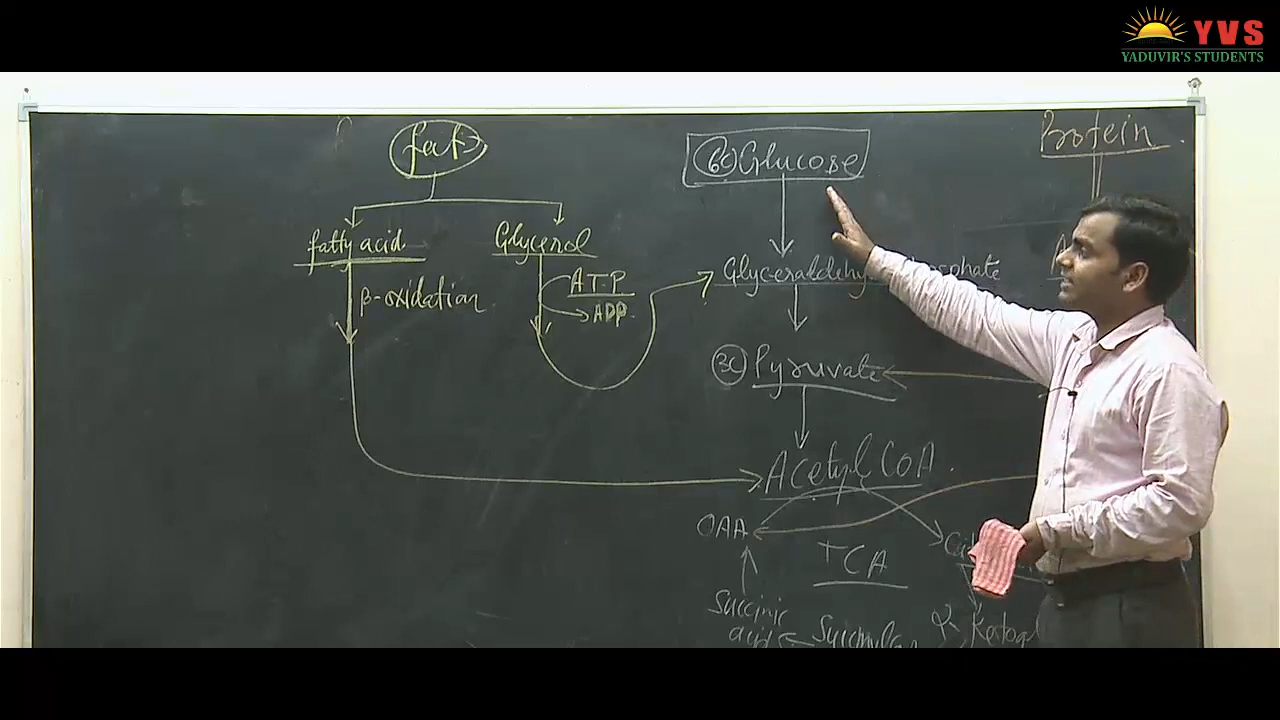 YVS
YADUVIR'S STUDENTS
fat
6C Glucose
Protein
fatty acid
Glycerol
β-oxidation
ATP
ADP
3C Pyruvate
Acetyl CoA
OAA
TCA
Succinic
acid